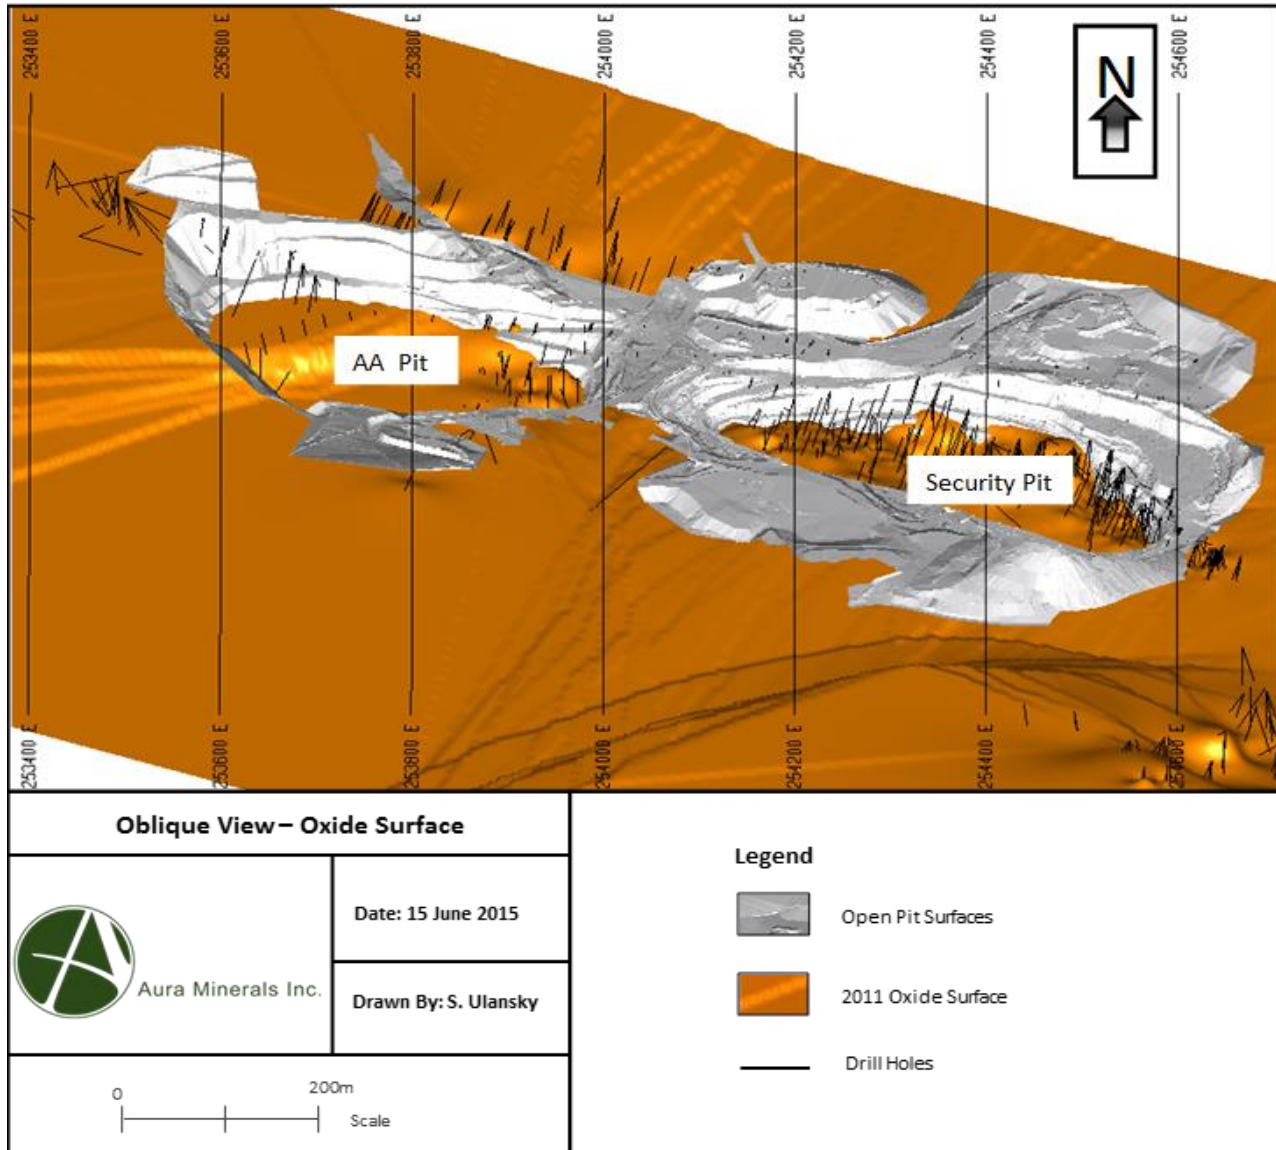 253400 E
253600 E
253800 E
254000 E
254200 E
254400 E
254600 E
N
AA Pit
Security Pit
253400 E
253600 E
253800 E
254000 E
254200 E
254400 E
254600 E
Oblique View – Oxide Surface
Aura Minerals Inc.
Date: 15 June 2015
Drawn By: S. Ulansky
0 200m
Scale
Legend
Open Pit Surfaces
2011 Oxide Surface
Drill Holes